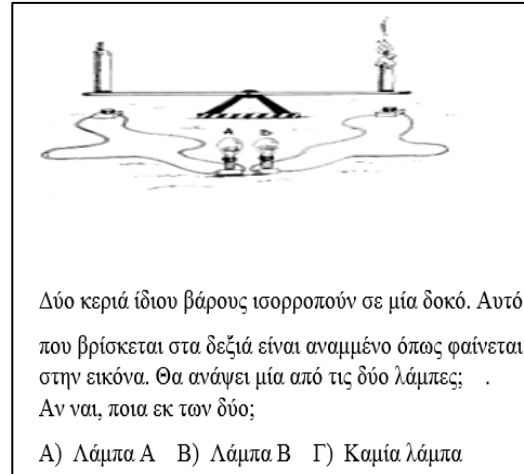 A B
Δύο κεριά ίδιου βάρους ισορροπούν σε μία δοκό. Αυτό
που βρίσκεται στα δεξιά είναι αναμμένο όπως φαίνεται
στην εικόνα. Θα ανάψει μία από τις δύο λάμπες; .
Αν ναι, ποια εκ των δύο;
Α) Λάμπα Α Β) Λάμπα Β Γ) Καμία λάμπα